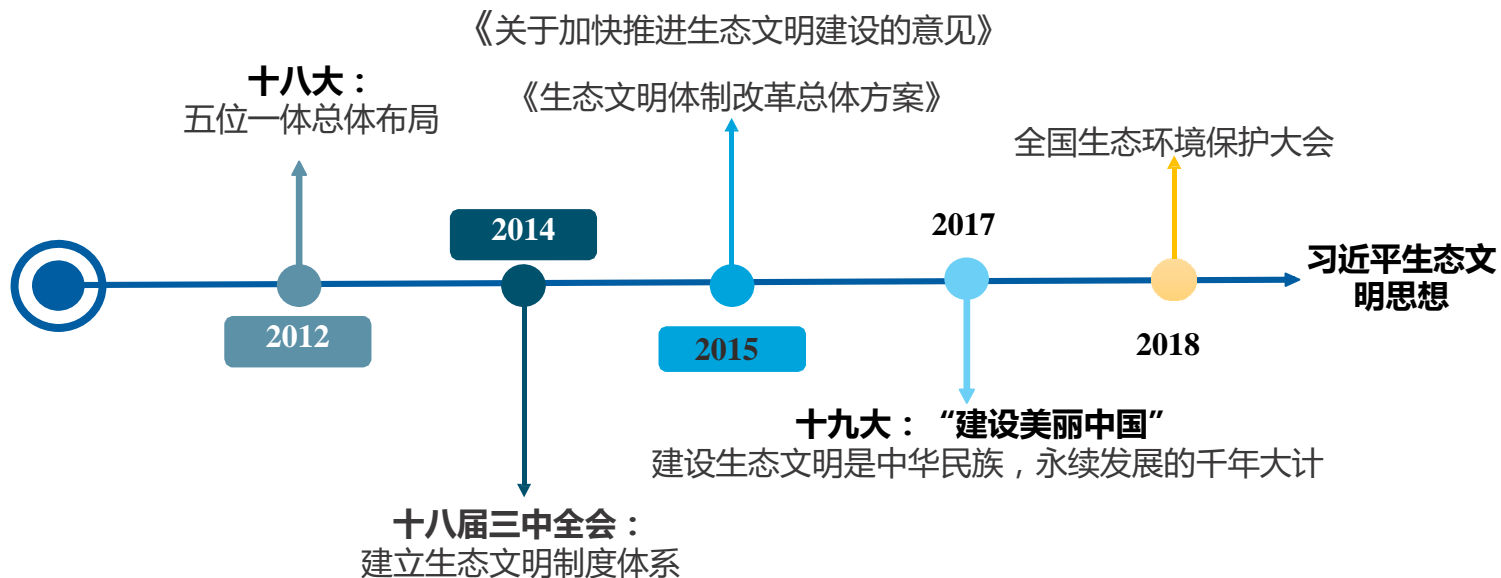 《关于加快推进生态文明建设的意见》
十八大：
五位一体总体布局
《生态文明体制改革总体方案》
全国生态环境保护大会
2014
2017
习近平生态文
明思想
2012
2015
2018
十九大：“建设美丽中国”
建设生态文明是中华民族，永续发展的千年大计
十八届三中全会：
建立生态文明制度体系